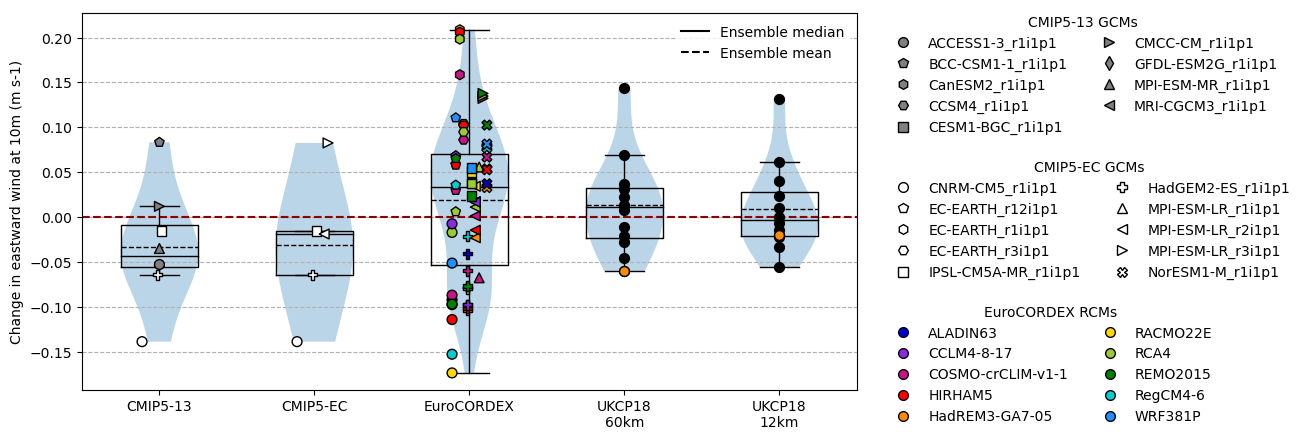 Change in eastward wind at 10m (m s-1)
0.20
0.15
0.10
0.05
0.00
−0.05
−0.10
−0.15
CMIP5-13
CMIP5-EC
EuroCORDEX
UKCP18
60km
UKCP18
12km
Ensemble median
Ensemble mean
CMIP5-13 GCMs
ACCESS1-3_r1i1p1
BCC-CSM1-1_r1i1p1
CanESM2_r1i1p1
CCSM4_r1i1p1
CESM1-BGC_r1i1p1
CMCC-CM_r1i1p1
GFDL-ESM2G_r1i1p1
MPI-ESM-MR_r1i1p1
MRI-CGCM3_r1i1p1
CMIP5-EC GCMs
CNRM-CM5_r1i1p1
EC-EARTH_r12i1p1
EC-EARTH_r1i1p1
EC-EARTH_r3i1p1
IPSL-CM5A-MR_r1i1p1
HadGEM2-ES_r1i1p1
MPI-ESM-LR_r1i1p1
MPI-ESM-LR_r2i1p1
MPI-ESM-LR_r3i1p1
NorESM1-M_r1i1p1
EuroCORDEX RCMs
ALADIN63
CCLM4-8-17
COSMO-crCLIM-v1-1
HIRHAM5
HadREM3-GA7-05
RACMO22E
RCA4
REMO2015
RegCM4-6
WRF381P